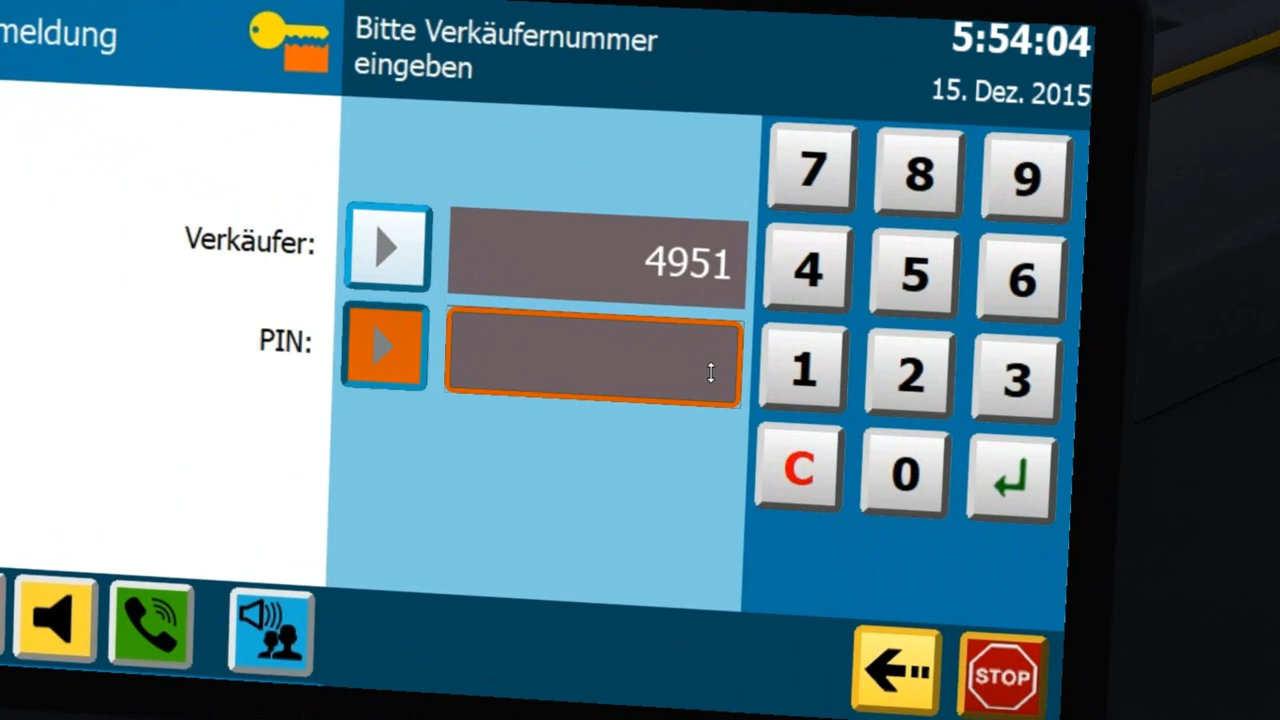 meldung
Bitte Verkäufernummer
eingeben
5:54:04
15. Dez. 2015
Verkäufer:
4951
PIN:
7 8 9
4 5 6
1 2 3
C 0
STOP